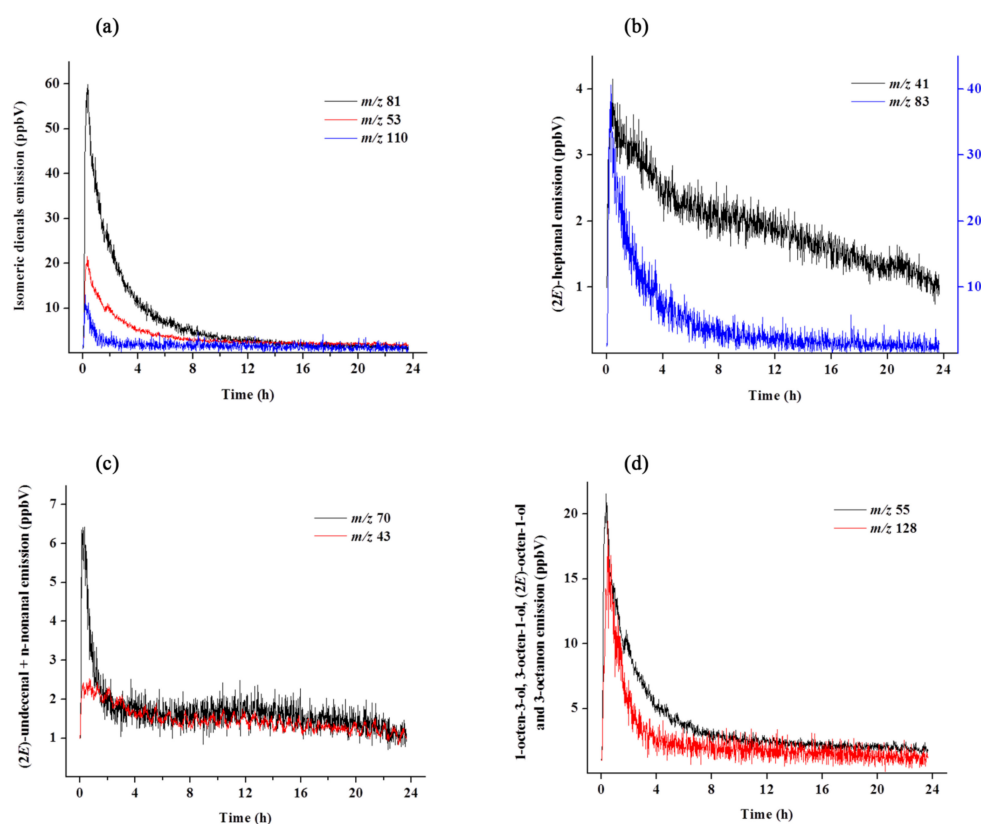 (a)
Isomeric dienals emission (ppbV)
60
50
40
30
20
10
m/z 81
m/z 53
m/z 110
0 4 8 12 16 20 24
Time (h)
(b)
(2E)-heptanal emission (ppbV)
4
3
2
1
m/z 41
m/z 83
40
30
20
10
0 4 8 12 16 20 24
Time (h)
(c)
(2E)-undecenal + n-nonanal emission (ppbV)
7
6
5
4
3
2
1
m/z 70
m/z 43
0 4 8 12 16 20 24
Time (h)
(d)
1-octen-3-ol, 3-octen-1-ol, (2E)-octen-1-ol
and 3-octanon emission (ppbV)
20
15
10
5
m/z 55
m/z 128
0 4 8 12 16 20 24
Time (h)